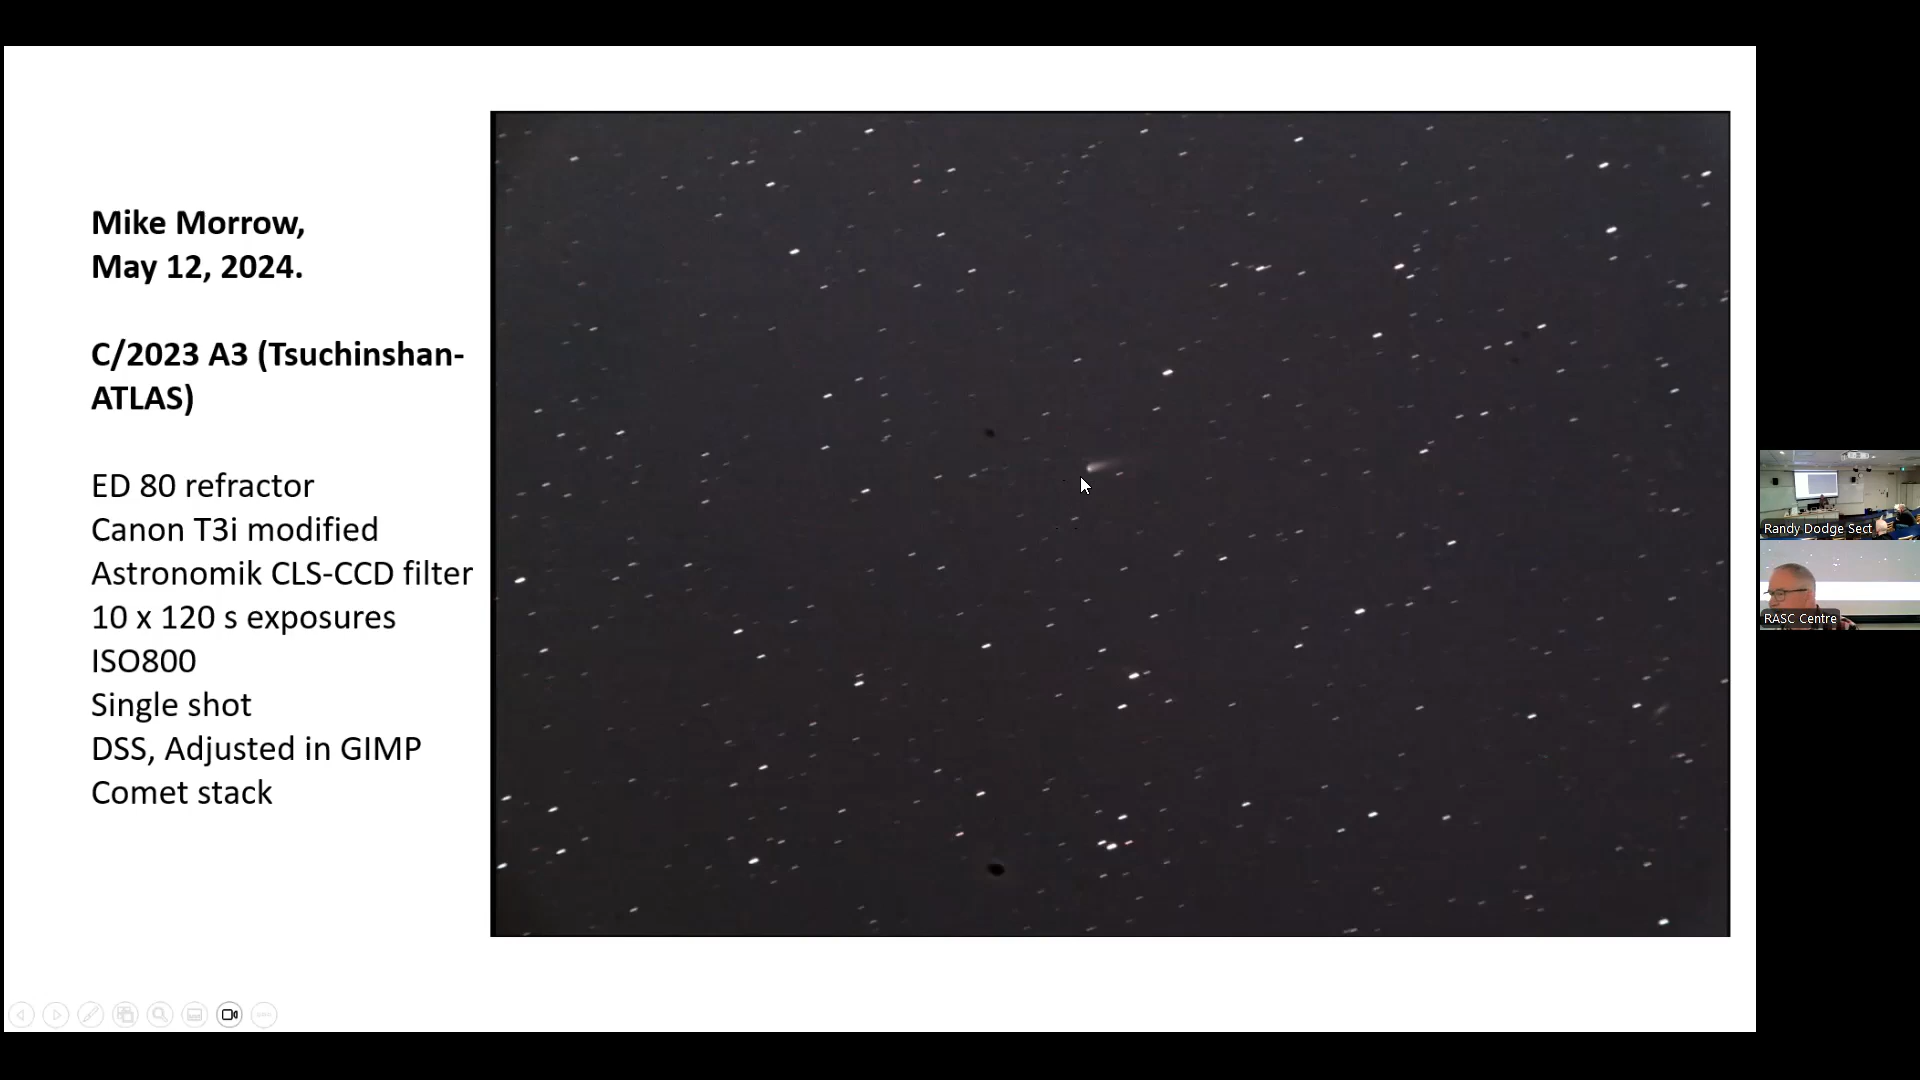 Mike Morrow,
May 12, 2024.
C/2023 A3 (Tsuchinshan-
ATLAS)
ED 80 refractor
Canon T3i modified
Astronomik CLS-CCD filter
10 x 120 s exposures
ISO800
Single shot
DSS, Adjusted in GIMP
Comet stack
Randy Dodge Sect
RASC Centre